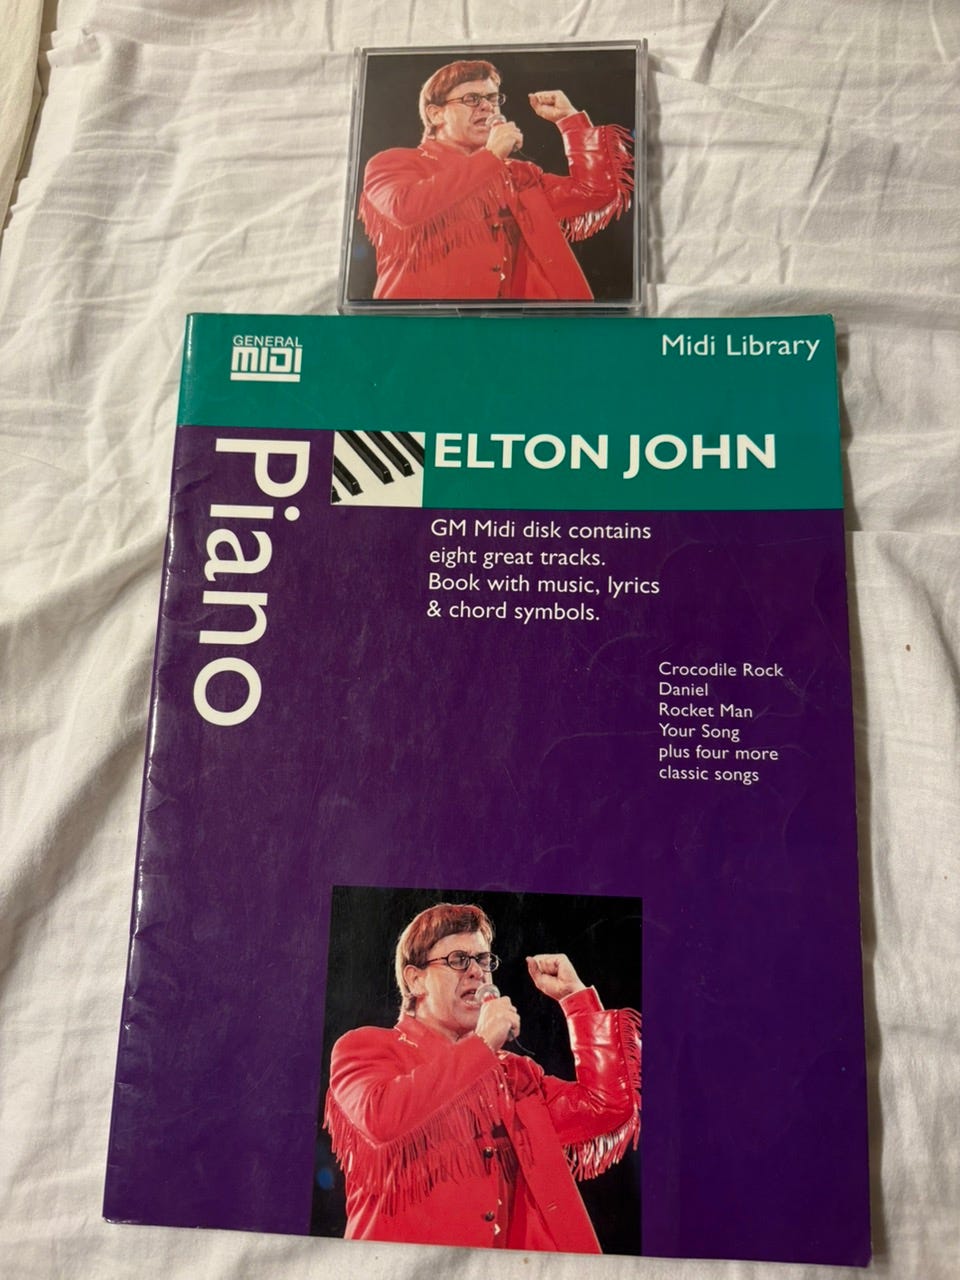 GENERAL
MIDI
Midi Library
Piano
ELTON JOHN
GM Midi disk contains
eight great tracks.
Book with music, lyrics
& chord symbols.
Crocodile Rock
Daniel
Rocket Man
Your Song
plus four more
classic songs